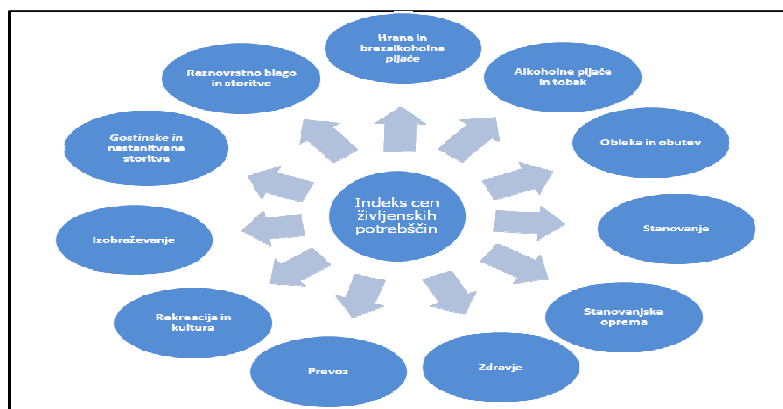 Hrana in
brezalkoholne
pijače
Alkoholne pijače
in tobak
Obleka in obutev
Stanovanje
Stanovanjska
oprema
Zdravje
Prevoz
Rekreacija in
kultura
Izobraževanje
Gostinske in
nastanitvene
storitve
Raznovrstno blago
in storitve
Indeks cen
življenskih
potrebščin